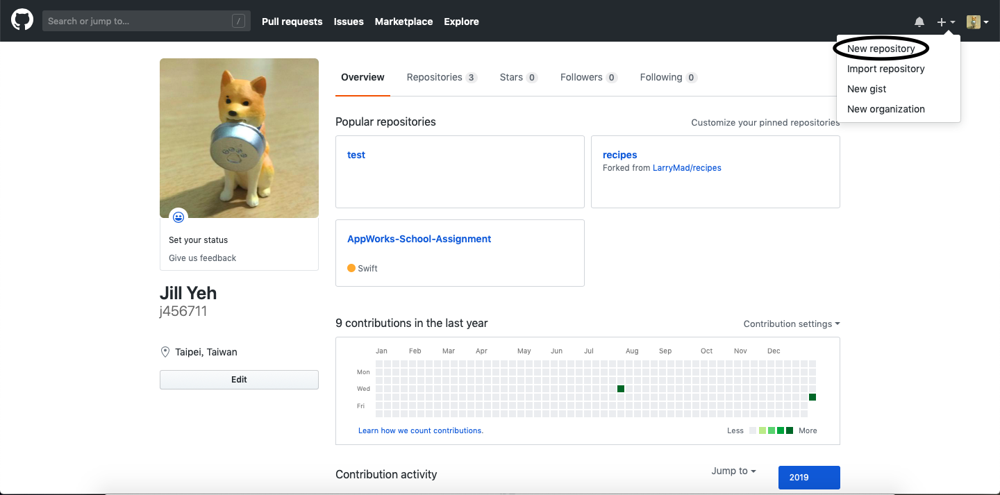 Search or jump to... /
Pull requests Issues Marketplace Explore
New repository
Import repository
New gist
New organization
Overview Repositories 3 Stars 0 Followers 0 Following 0
Popular repositories
Customize your pinned repositories
test
recipes
Forked from LarryMad/recipes
AppWorks-School-Assignment
Swift
Set your status
Give us feedback
Jill Yeh
j456711
Taipei, Taiwan
Edit
9 contributions in the last year
Contribution settings
Jan Feb Mar Apr May Jun Jul Aug Sep Oct Nov Dec
Mon
Wed
Fri
Learn how we count contributions.
Less More
Contribution activity
Jump to
2019